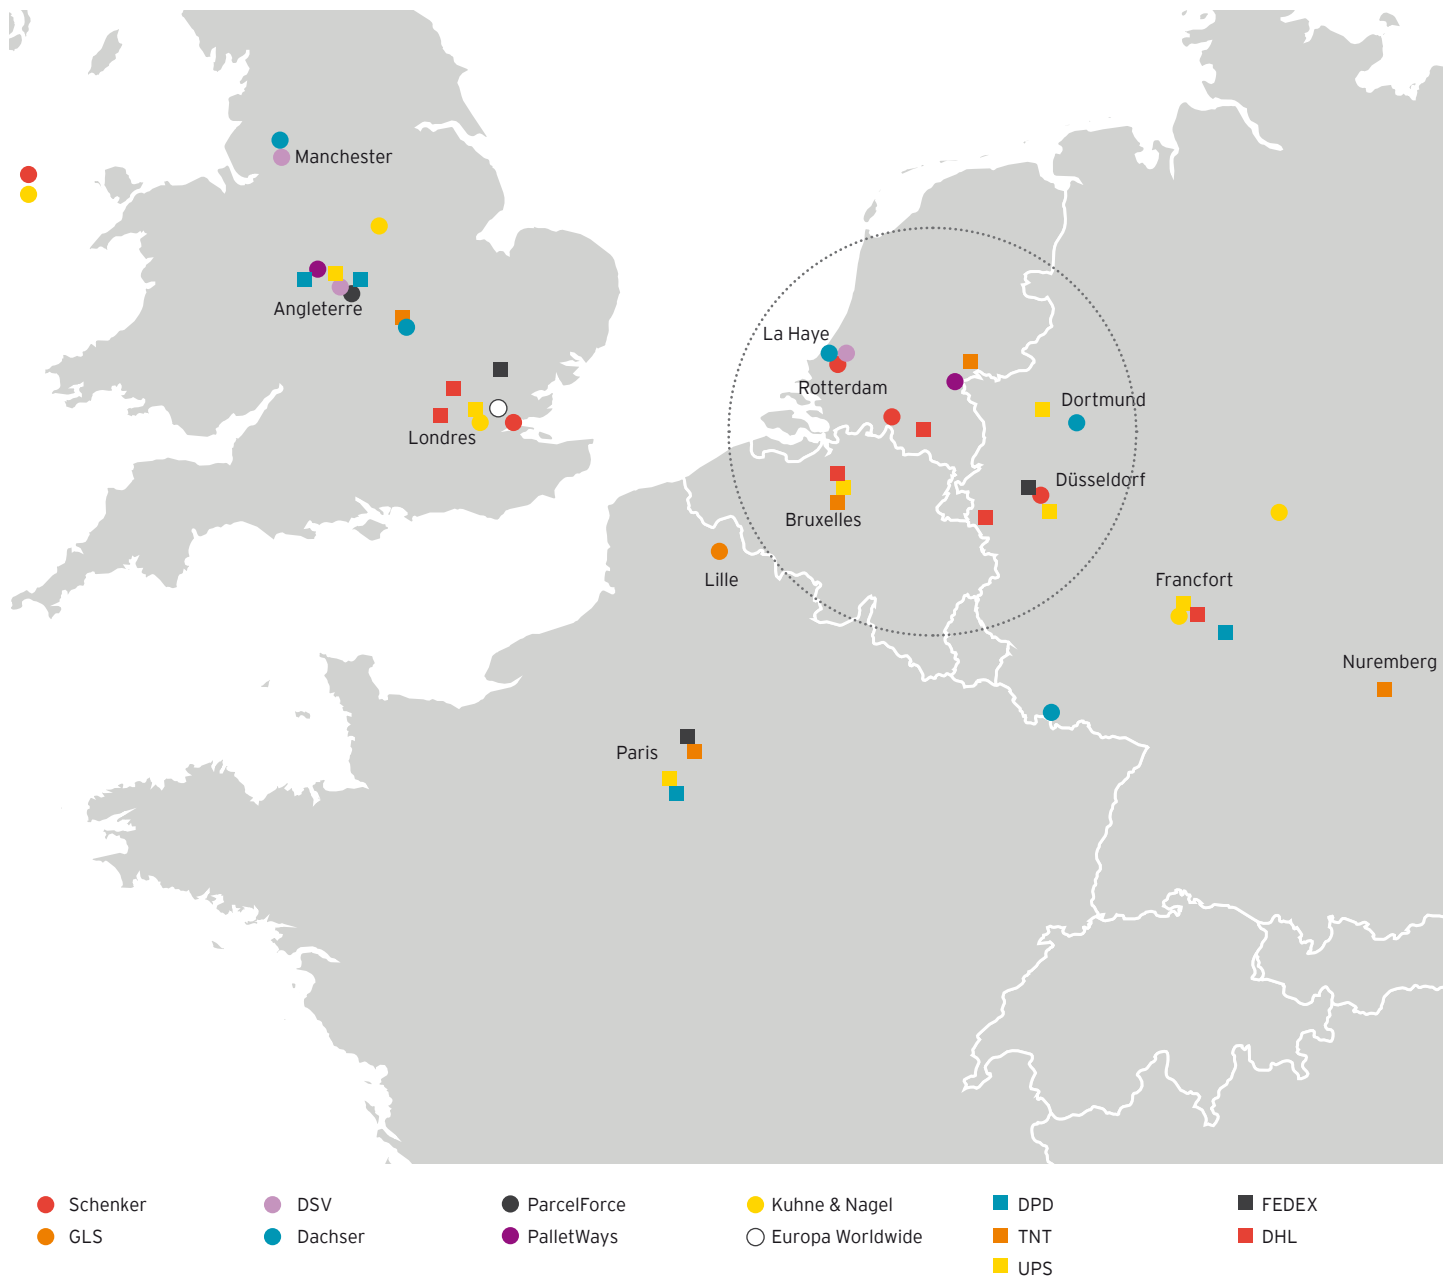 Manchester
Angleterre
La Haye
Rotterdam
Dortmund
Londres
Düsseldorf
Bruxelles
Lille
Francfort
Nuremberg
Paris
Schenker
DSV
ParcelForce
Kuhne & Nagel
DPD
FEDEX
GLS
Dachser
PalletWays
Europa Worldwide
TNT
DHL
UPS